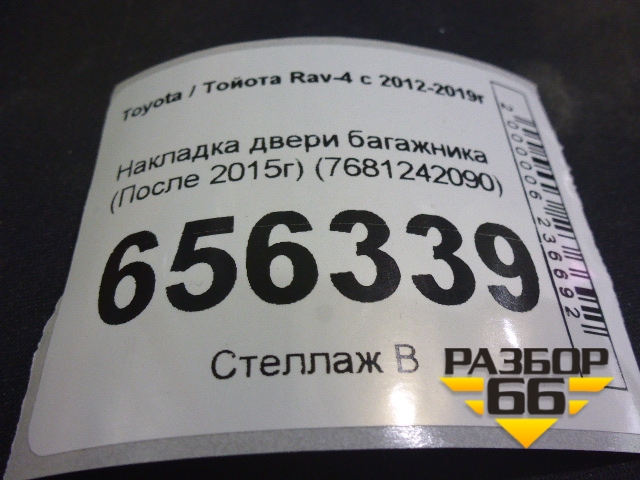 Toyota / Тойота Rav-4 с 2012-2019г
Накладка двери багажника
(После 2015г) (7681242090)
656339
Стеллаж В
2000006236692
РАЗБОР
66